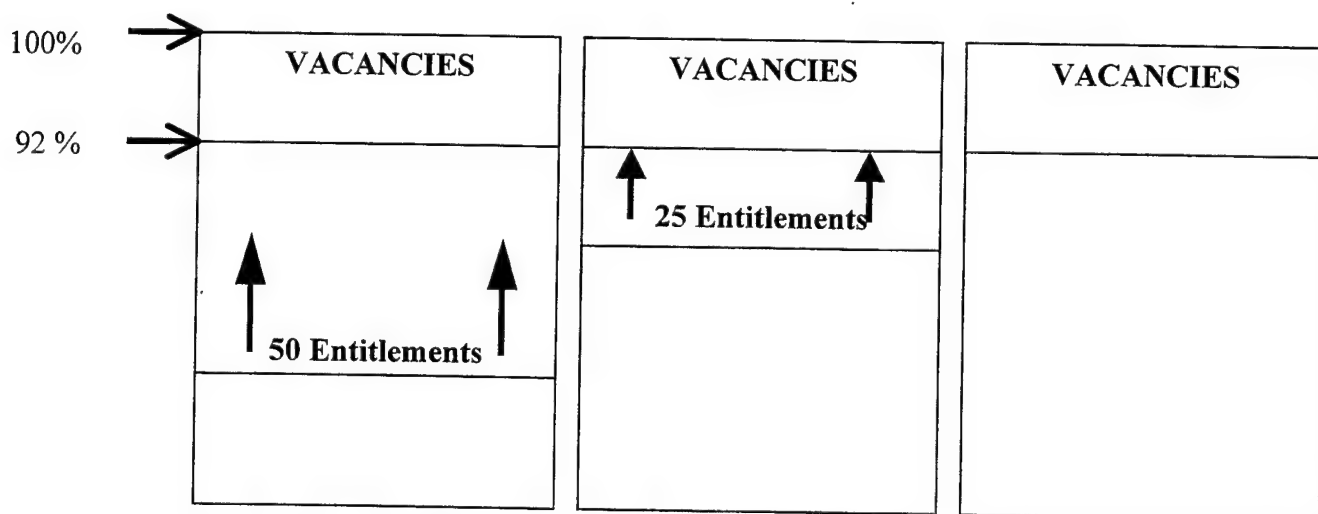 100%
VACANCIES
VACANCIES
VACANCIES
92 %
25 Entitlements
50 Entitlements